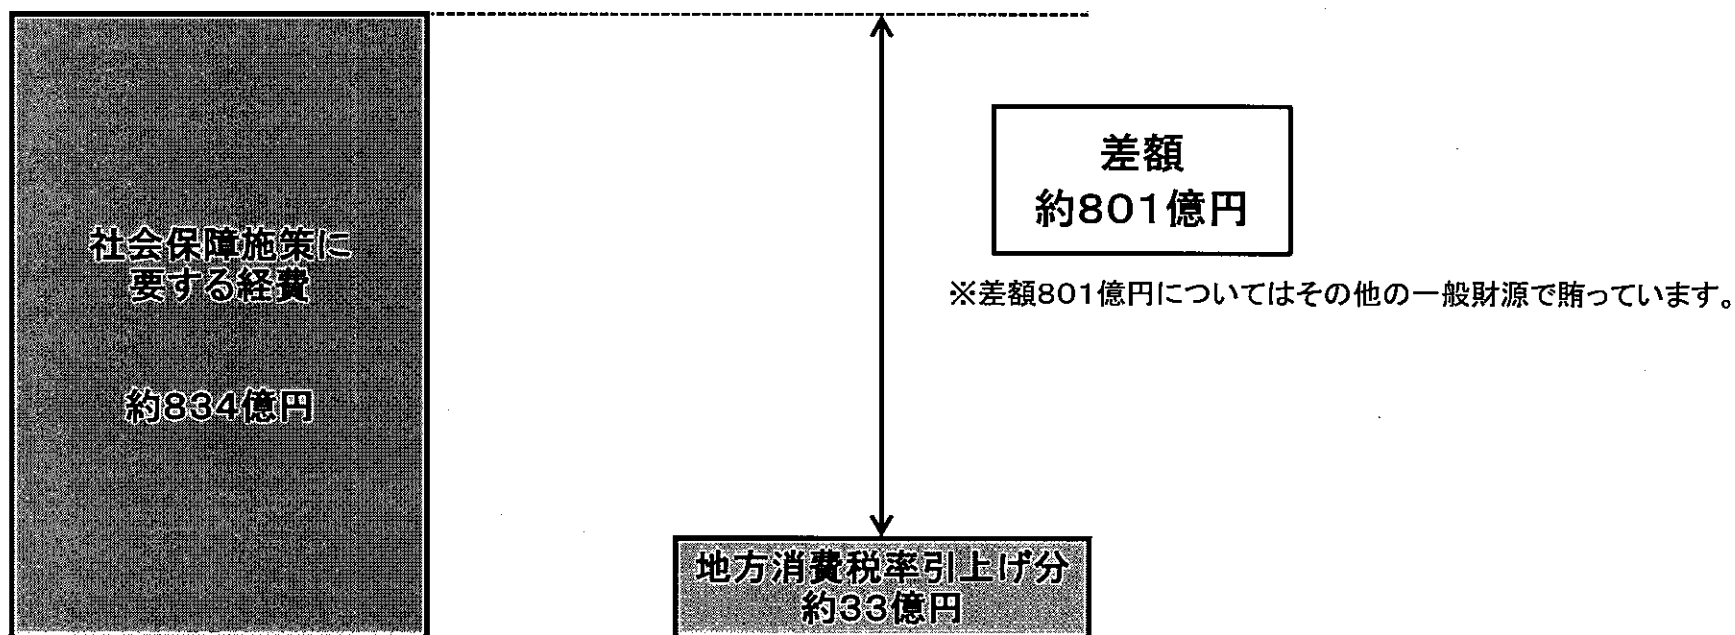 社会保障施策に
要する経費
約834億円
差額
約801億円
※差額801億円についてはその他の一般財源で賄っています。
地方消費税率引上げ分
約33億円